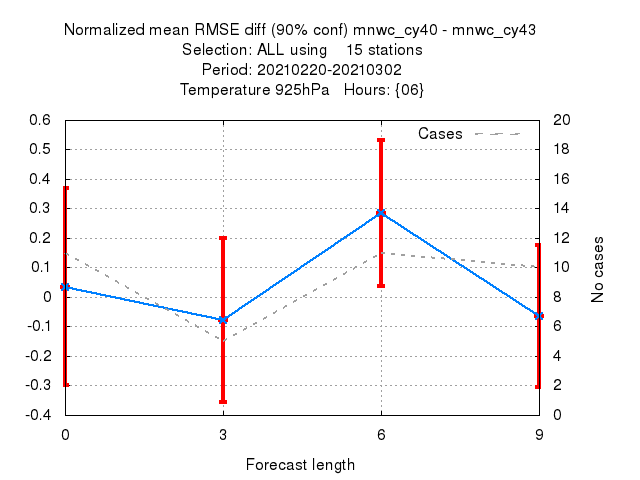 Normalized mean RMSE diff (90% conf) mnwc_cy40 - mnwc_cy43
Selection: ALL using 15 stations
Period: 20210220-20210302
Temperature 925hPa Hours: {06}
Cases
0.6
0.5
0.4
0.3
0.2
0.1
0
-0.1
-0.2
-0.3
-0.4
20
18
16
14
12
10
8
6
4
2
0
No cases
0 3 6 9
Forecast length